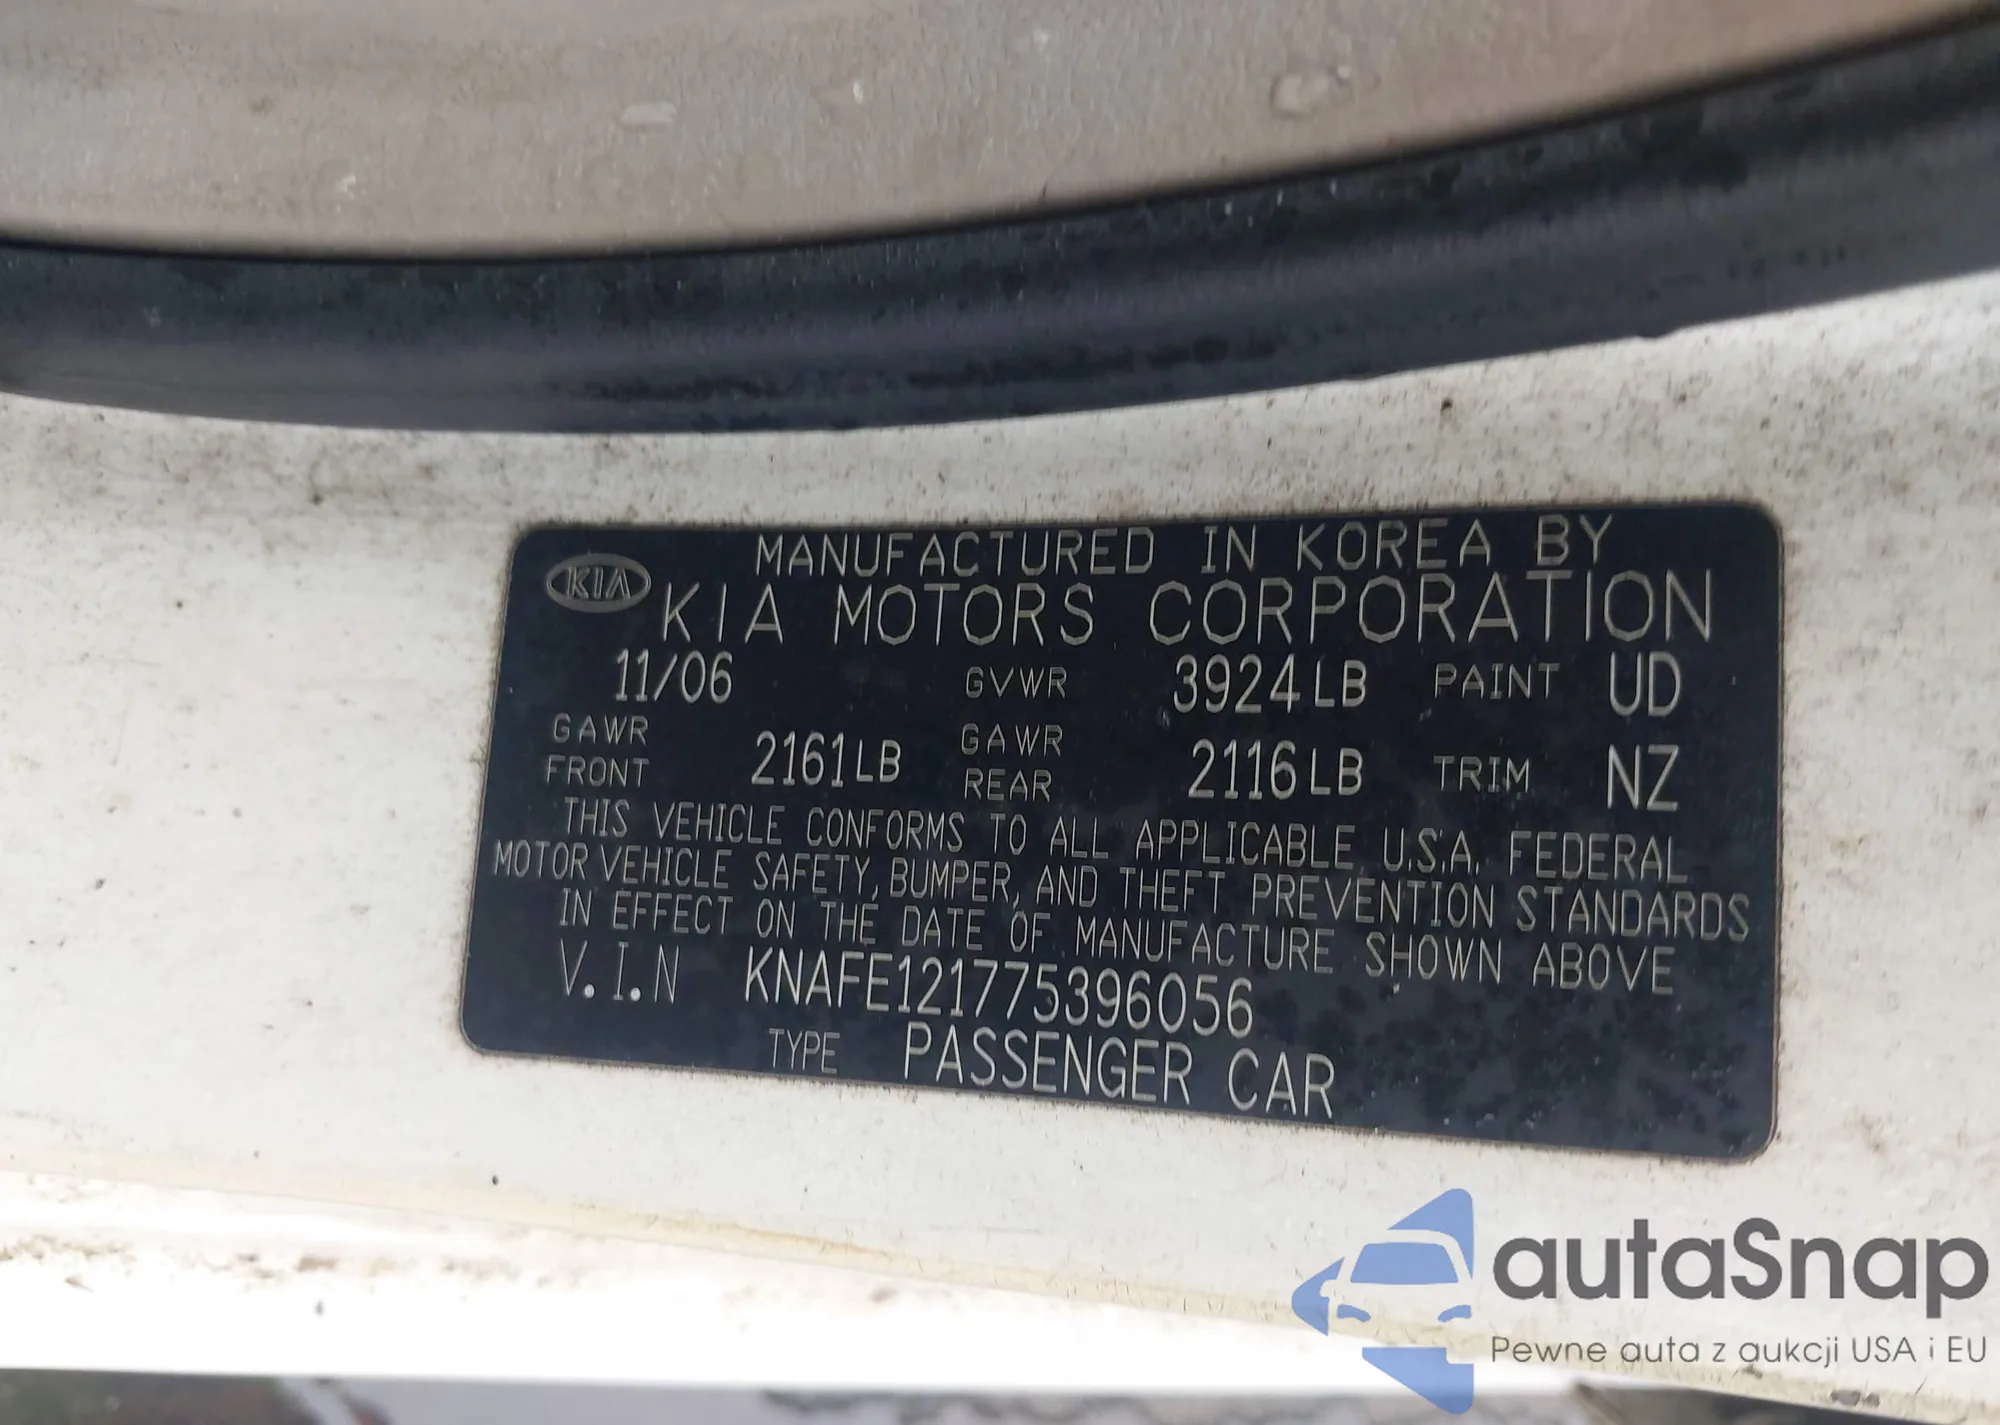 MANUFACTURED IN KOREA BY
KIA KIA MOTORS CORPORATION
11/06 GVWR 3924LB PAINT UD
GAWR FRONT 2161LB GAWR REAR 2116LB TRIM NZ
THIS VEHICLE CONFORMS TO ALL APPLICABLE U.S.A. FEDERAL
MOTOR VEHICLE SAFETY, BUMPER, AND THEFT PREVENTION STANDARDS
IN EFFECT ON THE DATE OF MANUFACTURE SHOWN ABOVE
V.I.N KNAFE121775396056
TYPE PASSENGER CAR
autaSnap
Pewne auta z aukcji USA i EU